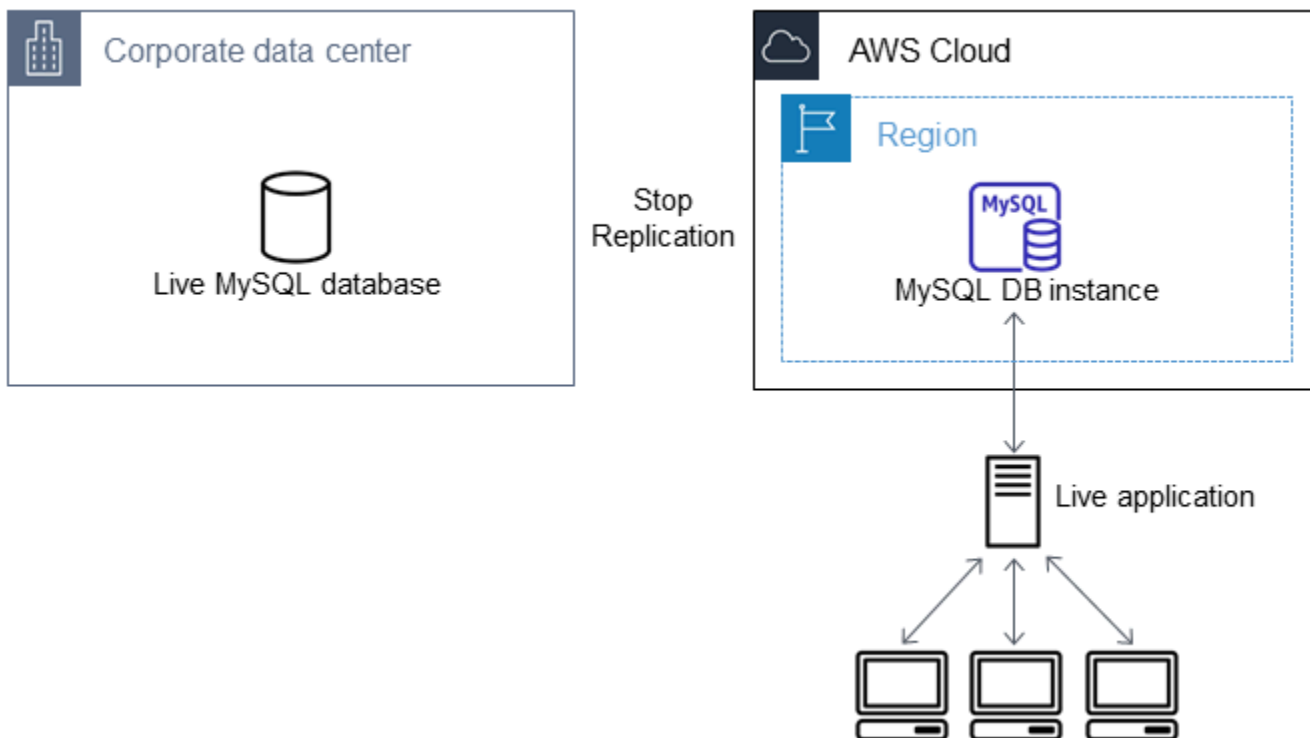 Corporate data center
Live MySQL database
Stop
Replication
AWS Cloud
Region
MySQL
MySQL DB instance
Live application